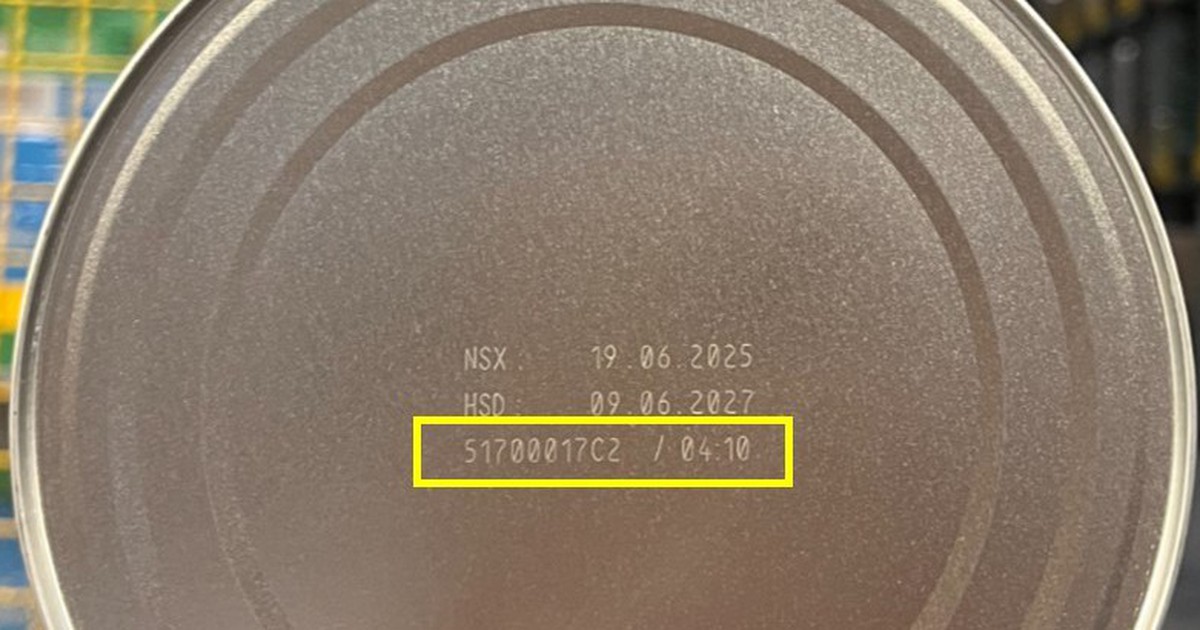 NSX : 19.06.2025
HSD : 09.06.2027
51700017C2 / 04:10